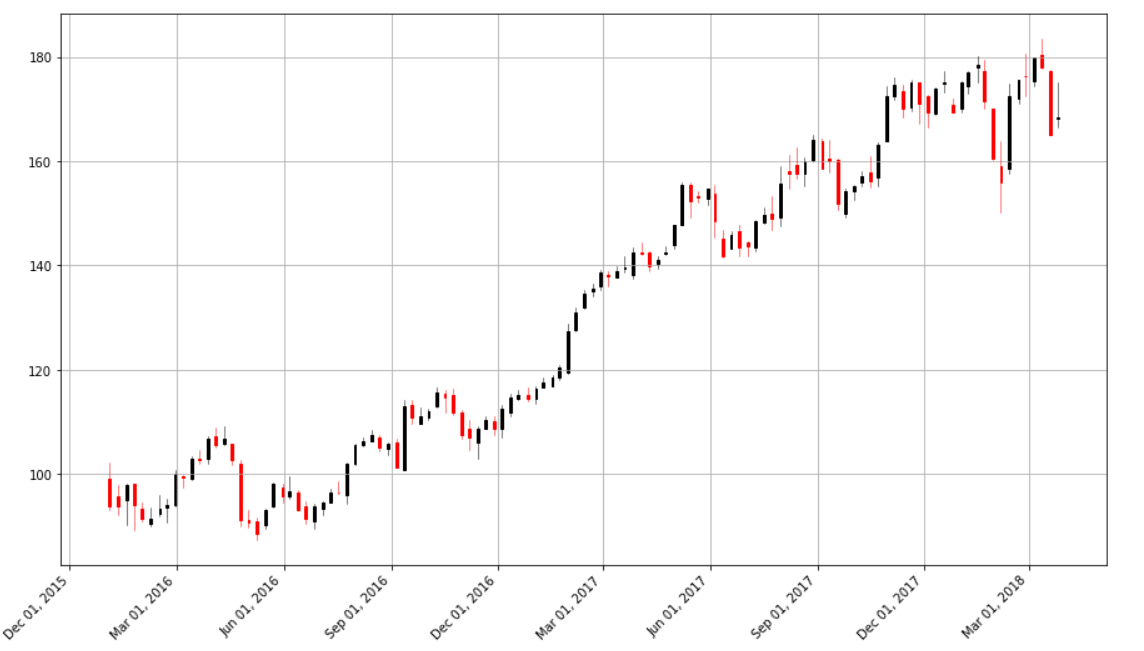 180
160
140
120
100
Dec 01, 2015
Mar 01, 2016
Jun 01, 2016
Sep 01, 2016
Dec 01, 2016
Mar 01, 2017
Jun 01, 2017
Sep 01, 2017
Dec 01, 2017
Mar 01, 2018